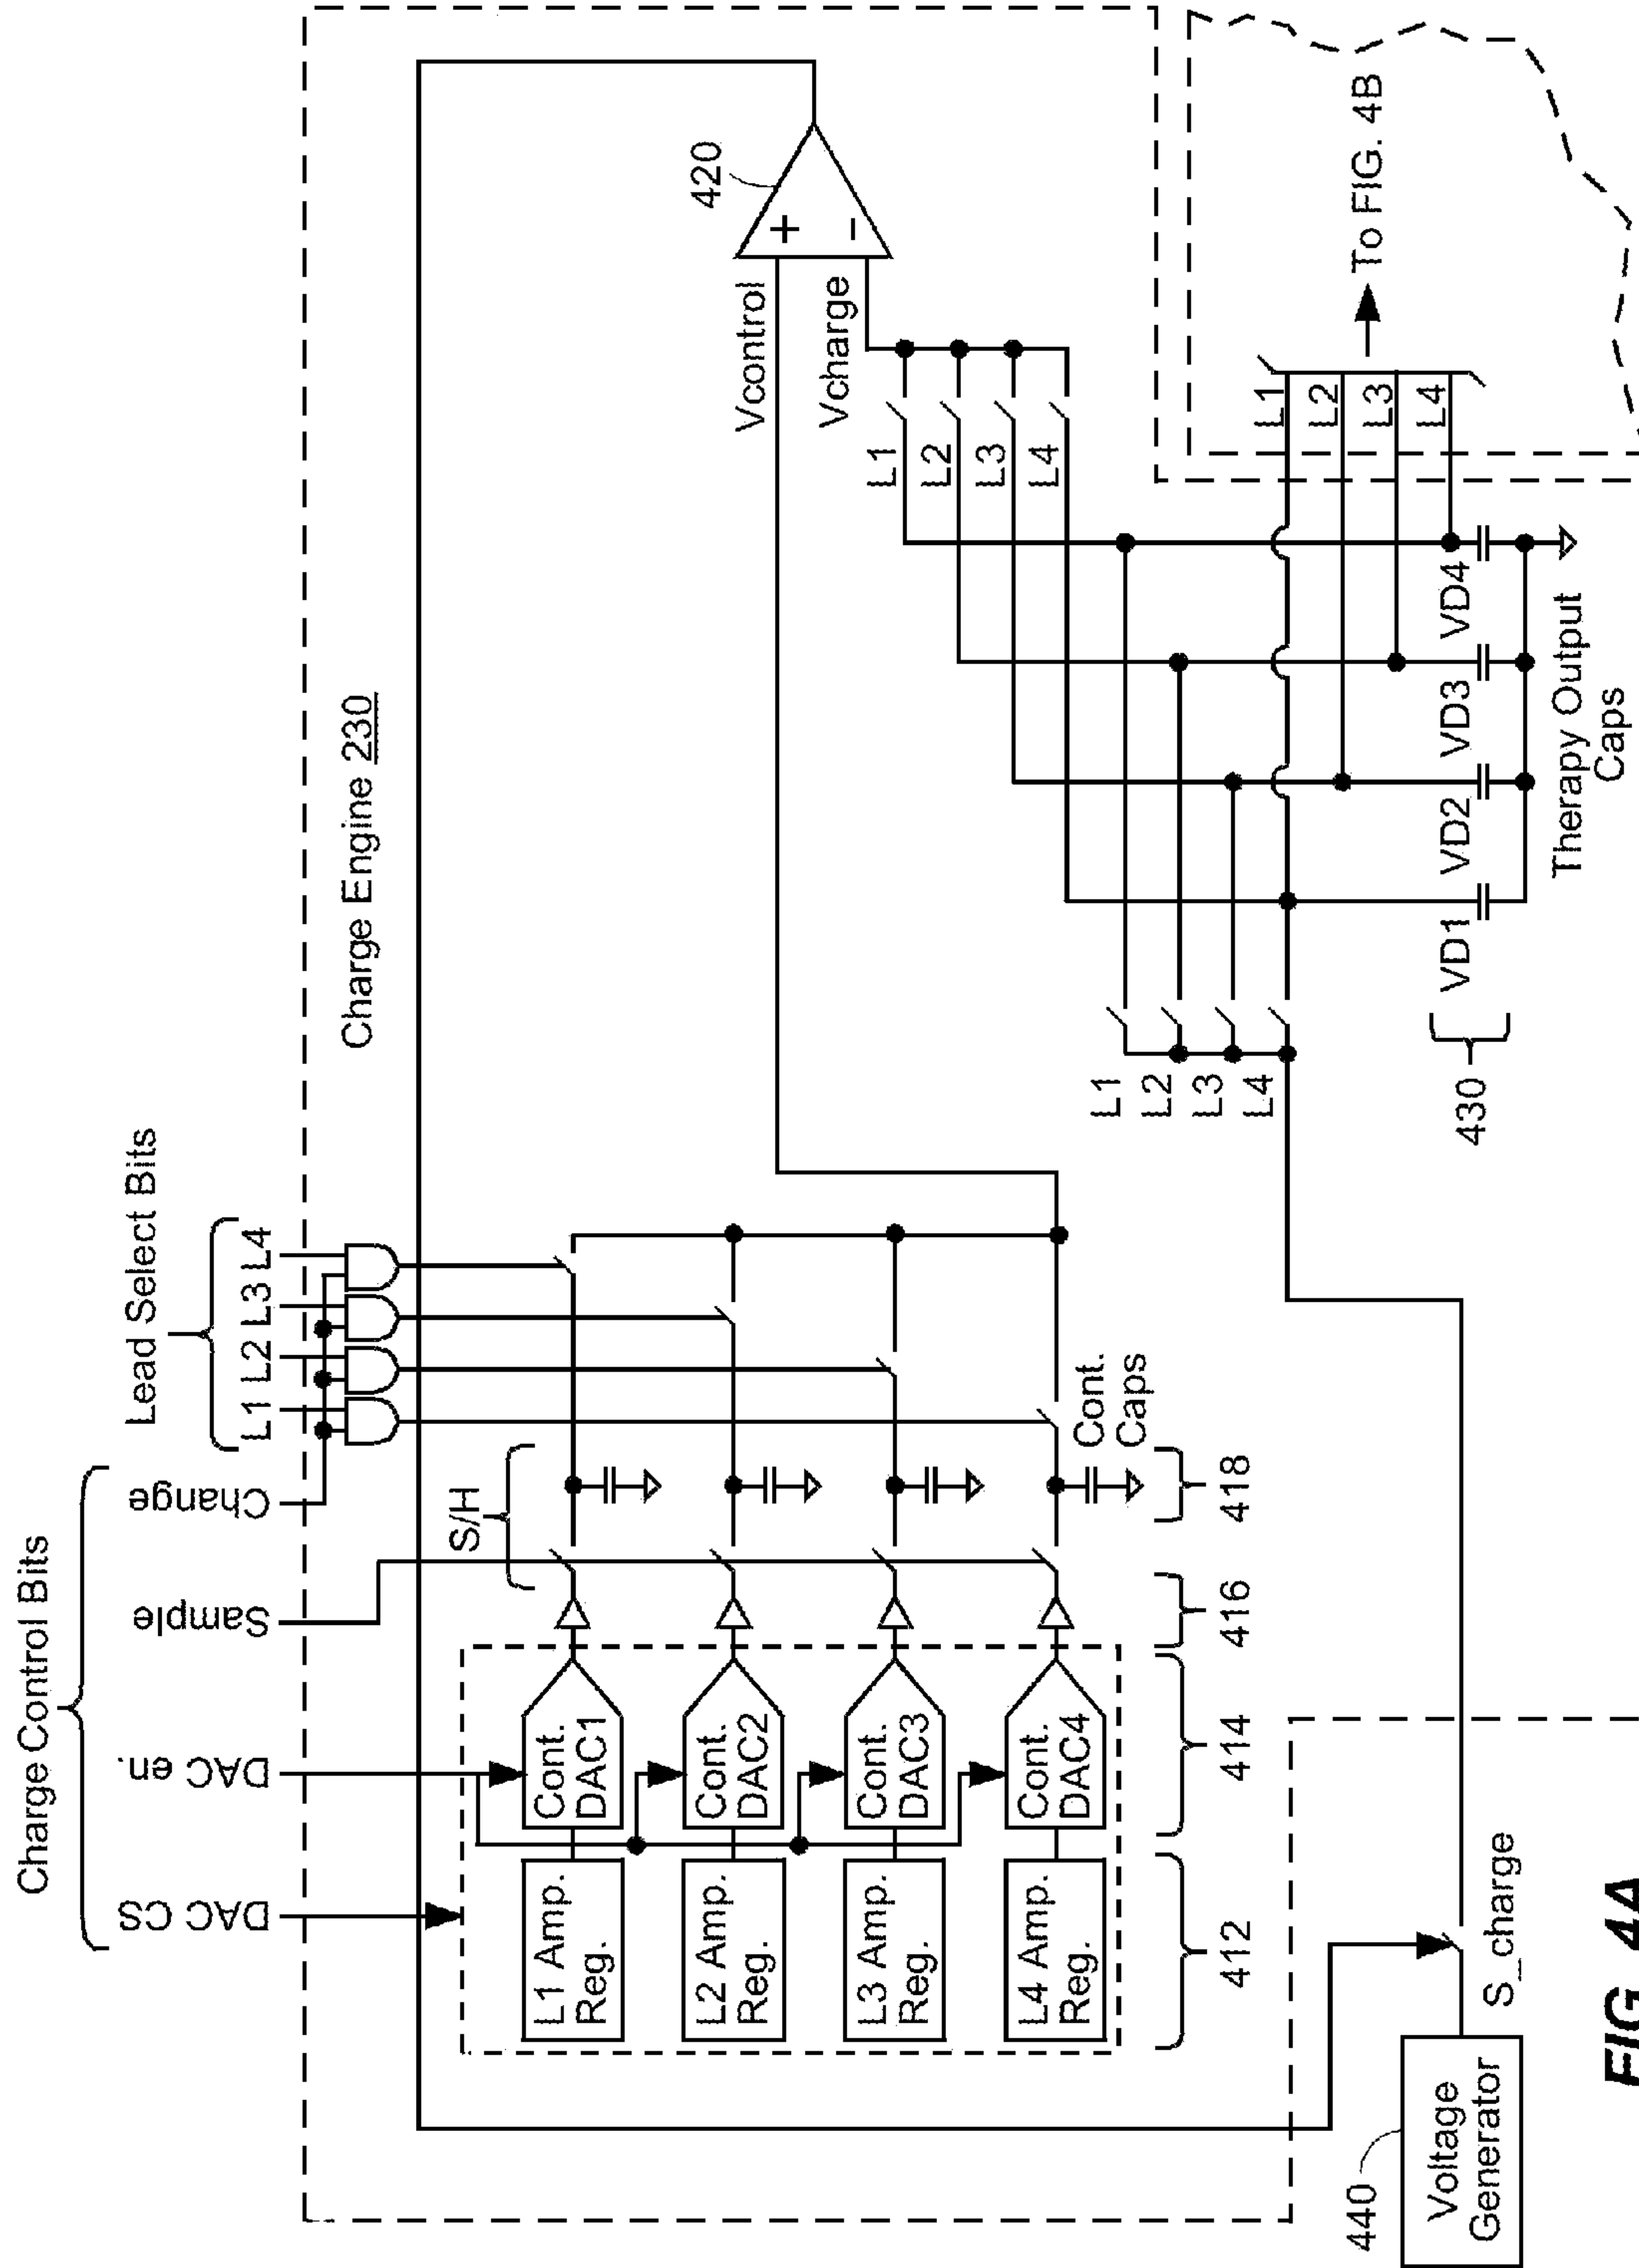 Charge Control Bits
DAC CS
DAC en.
Sample
Change
Lead Select Bits
L1
L2
L3
L4
Charge Engine 230
S/H
L1 Amp.
Reg.
Cont.
DAC1
L2 Amp.
Reg.
Cont.
DAC2
L3 Amp.
Reg.
Cont.
DAC3
L4 Amp.
Reg.
Cont.
DAC4
Cont.
Caps
412
414
416
418
420
+
−
Vcontrol
Vcharge
L1
L2
L3
L4
L1
L2
L3
L4
L1
L2
L3
L4
To FIG. 4B
430
VD1
VD2
VD3
VD4
Therapy Output
Caps
440
Voltage
Generator
S_charge
FIG. 4A